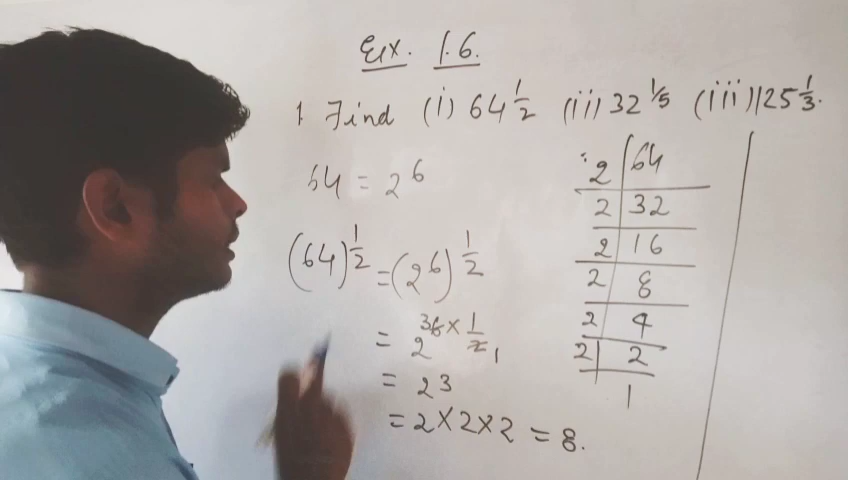 Ex. 1.6.
1 Find (i) 64^1/2 (ii) 32^1/5 (iii) 125^1/3.
64 = 2^6
(64)^1/2 = (2^6)^1/2
= 2^36 × 1/2 1
= 2^3
= 2 × 2 × 2 = 8.
2 | 64
2 | 32
2 | 16
2 | 8
2 | 4
2 | 2
1